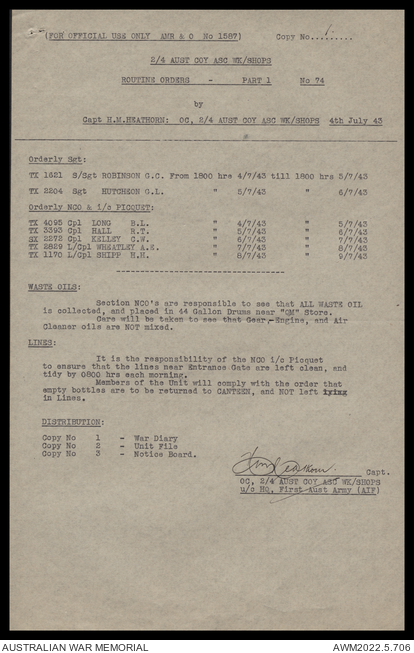 (FOR OFFICIAL USE ONLY AMR & O No 1587) Copy No....1.....
2/4 AUST COY ASC WK/SHOPS
ROUTINE ORDERS - PART 1 No 74
by
Capt H.M.HEATHORN: OC, 2/4 AUST COY ASC WK/SHOPS 4th July 43
Orderly Sgt:
TX 1621 S/Sgt ROBINSON G.C. From 1800 hrs 4/7/43 till 1800 hrs 5/7/43
TX 2204 Sgt HUTCHEON G.L. " 5/7/43 " 6/7/43
Orderly NCO & i/c PICQUET:
TX 4095 Cpl LONG E.L. " 4/7/43 " 5/7/43
TX 3393 Cpl HALL R.T. " 5/7/43 " 6/7/43
SX 2272 Cpl KELLEY C.W. " 6/7/43 " 7/7/43
TX 2829 L/Cpl WHEATLEY A.E. " 7/7/43 " 8/7/43
TX 1170 L/Cpl SHIPP H.H. " 8/7/43 " 9/7/43
WASTE OILS:
Section NCO's are responsible to see that ALL WASTE OIL
is collected, and placed in 44 Gallon Drums near "QM" Store.
Care will be taken to see that Gear,-Engine, and Air
Cleaner oils are NOT mixed.
LINES:
It is the responsibility of the NCO i/c Picquet
to ensure that the lines near Entrance Gate are left clean, and
tidy by 0800 hrs each morning.
Members of the Unit will comply with the order that
empty bottles are to be returned to CANTEEN, and NOT left lying
in Lines.
DISTRIBUTION:
Copy No 1 - War Diary
Copy No 2 - Unit File
Copy No 3 - Notice Board.
Capt.
OC, 2/4 AUST COY ASC WK/SHOPS
u/c HQ, First Aust Army (AIF)
AUSTRALIAN WAR MEMORIAL AWM2022.5.706